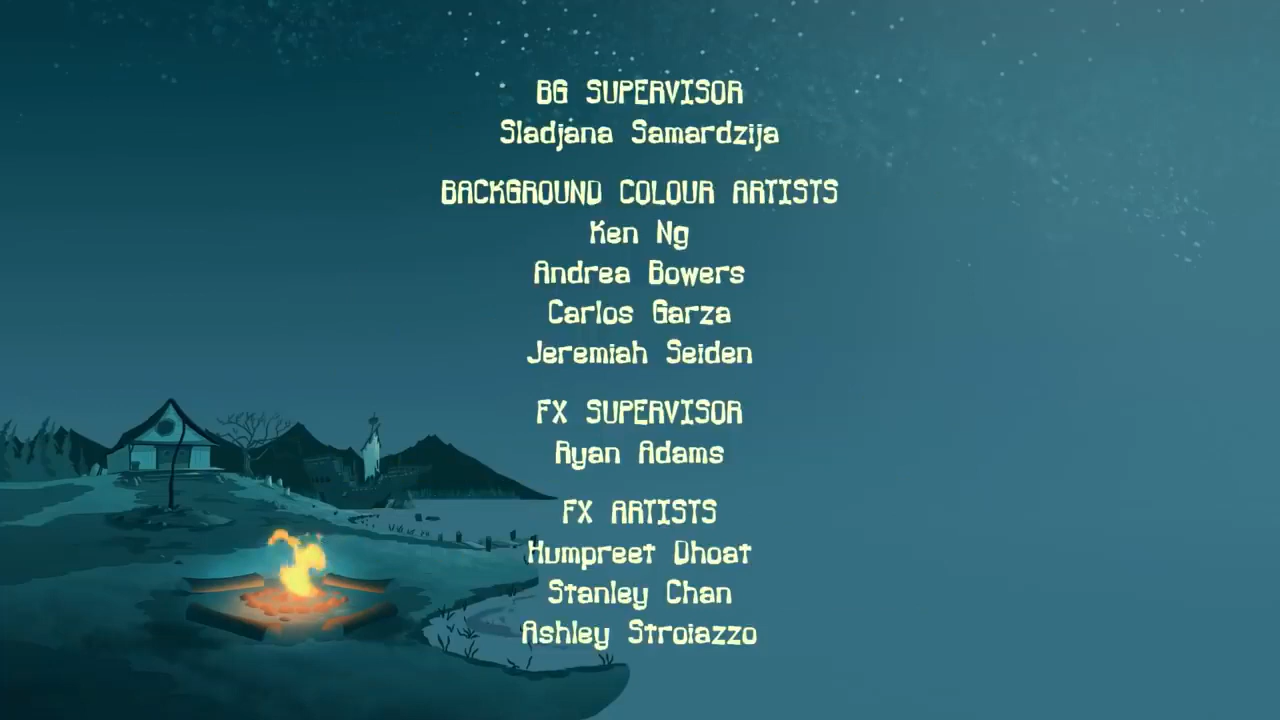 BG SUPERVISOR
Sladjana Samardzija
BACKGROUND COLOUR ARTISTS
Ken Ng
Andrea Bowers
Carlos Garza
Jeremiah Seiden
FX SUPERVISOR
Ryan Adams
FX ARTISTS
Humpreet Dhoat
Stanley Chan
Ashley Stroiazzo